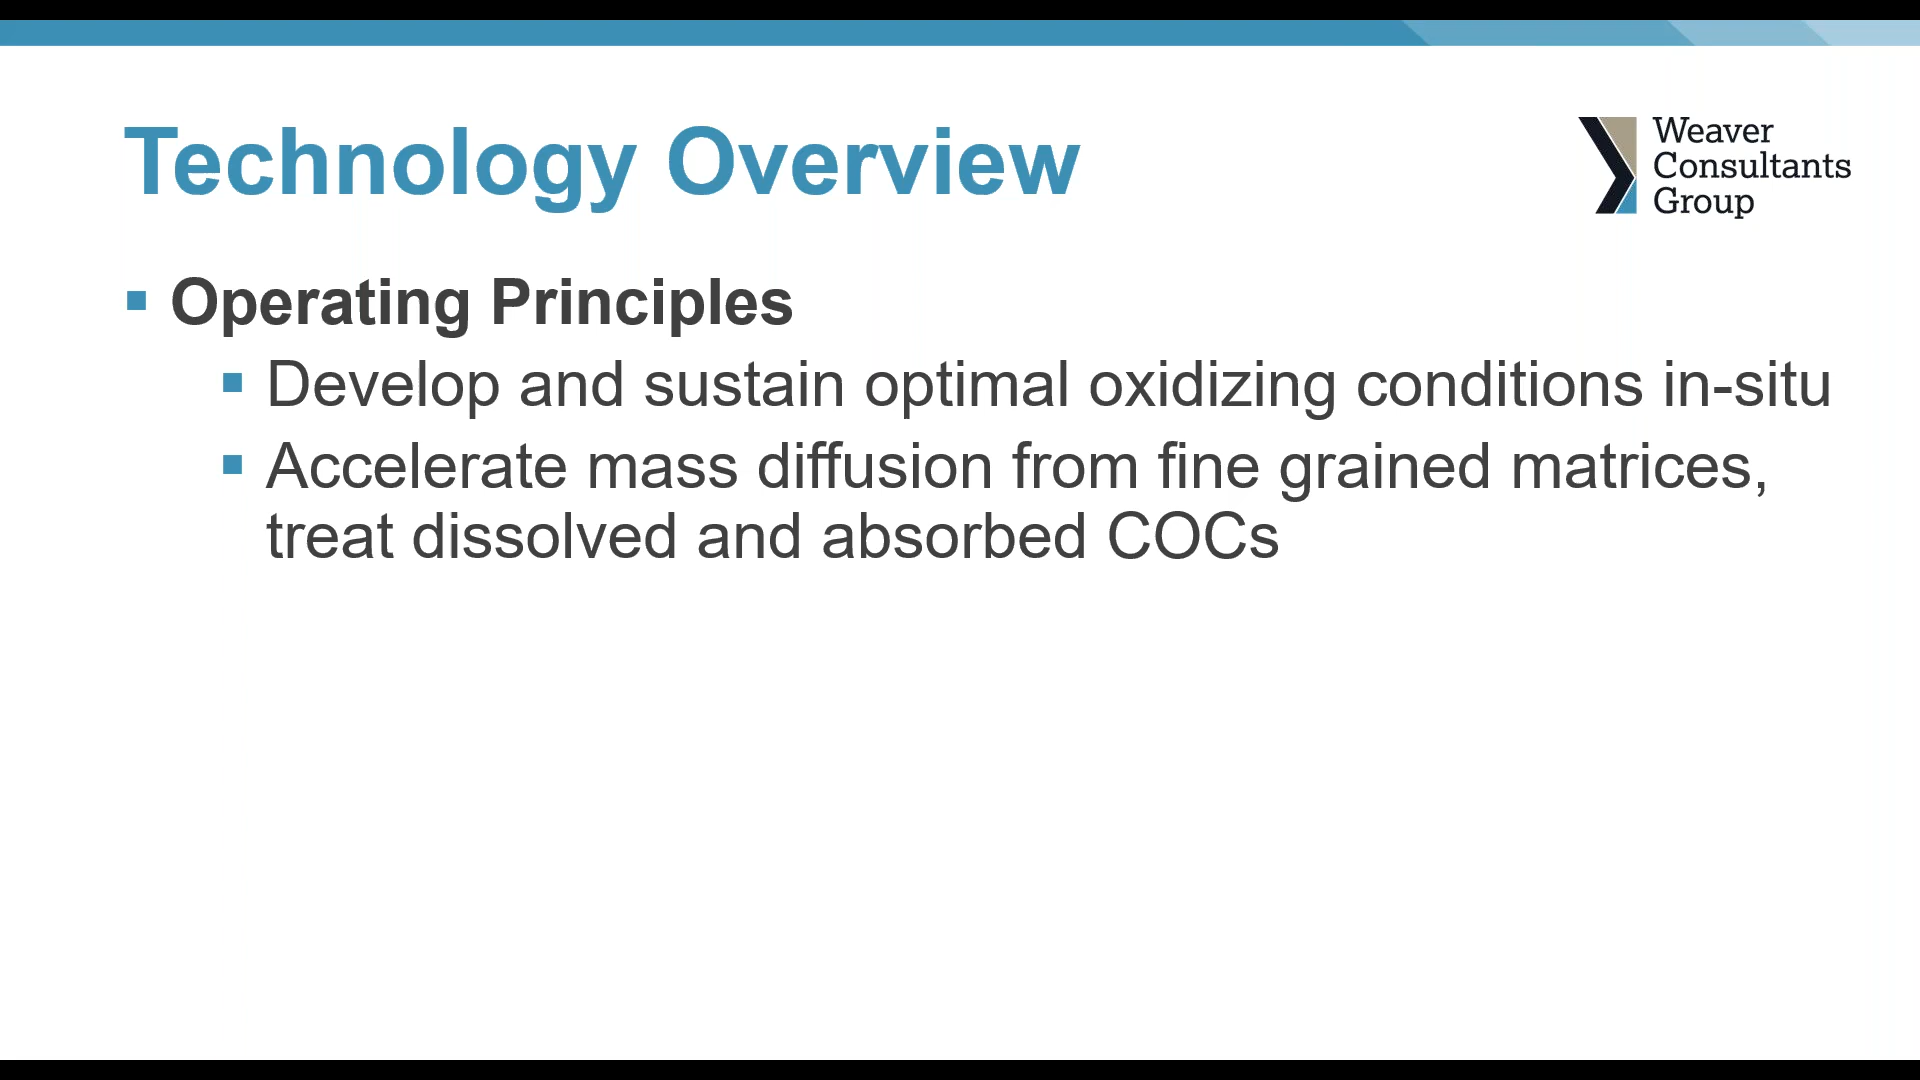 Technology Overview
Weaver
Consultants
Group
Operating Principles
Develop and sustain optimal oxidizing conditions in-situ
Accelerate mass diffusion from fine grained matrices,
treat dissolved and absorbed COCs